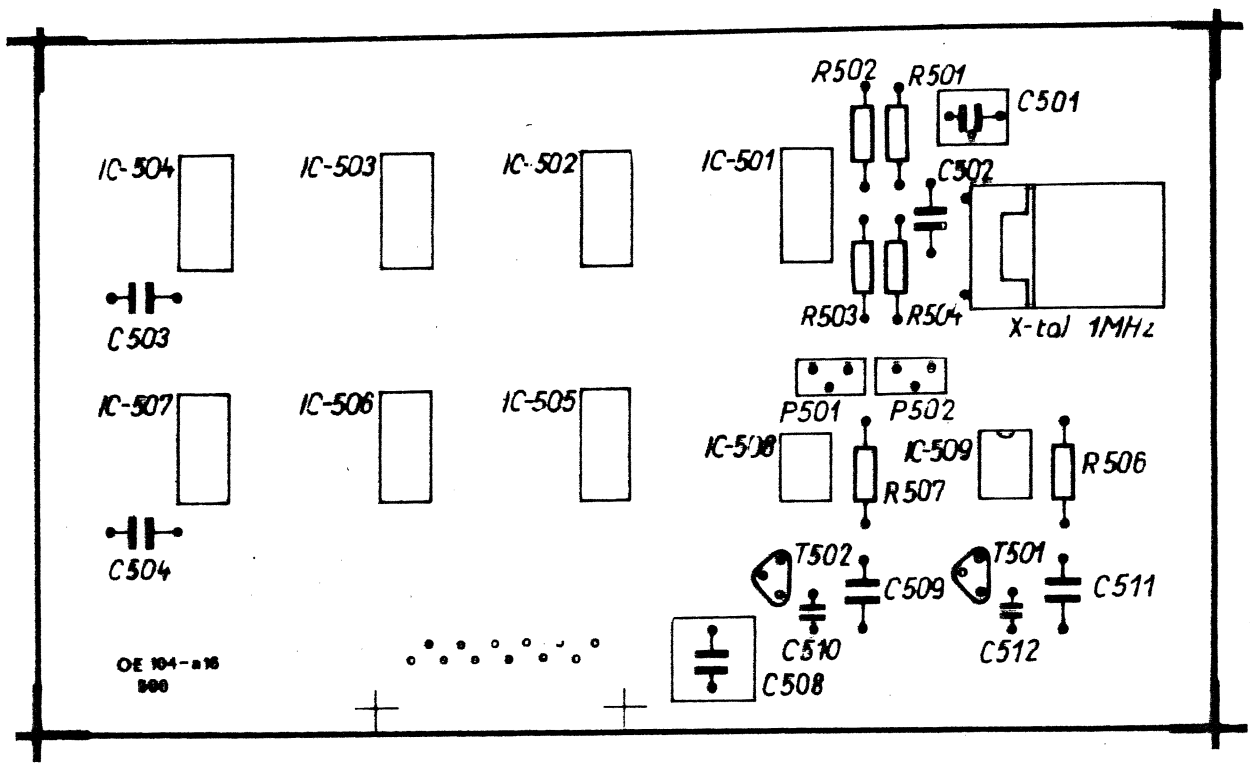 R502
R501
C501
IC-504
IC-503
IC-502
IC-501
C502
C503
R503
R504
X-tal 1MHz
IC-507
IC-506
IC-505
P501
P502
IC-508
IC-509
R506
R507
C504
T502
T501
C509
C511
C510
C512
OE 104-a16
500
C508